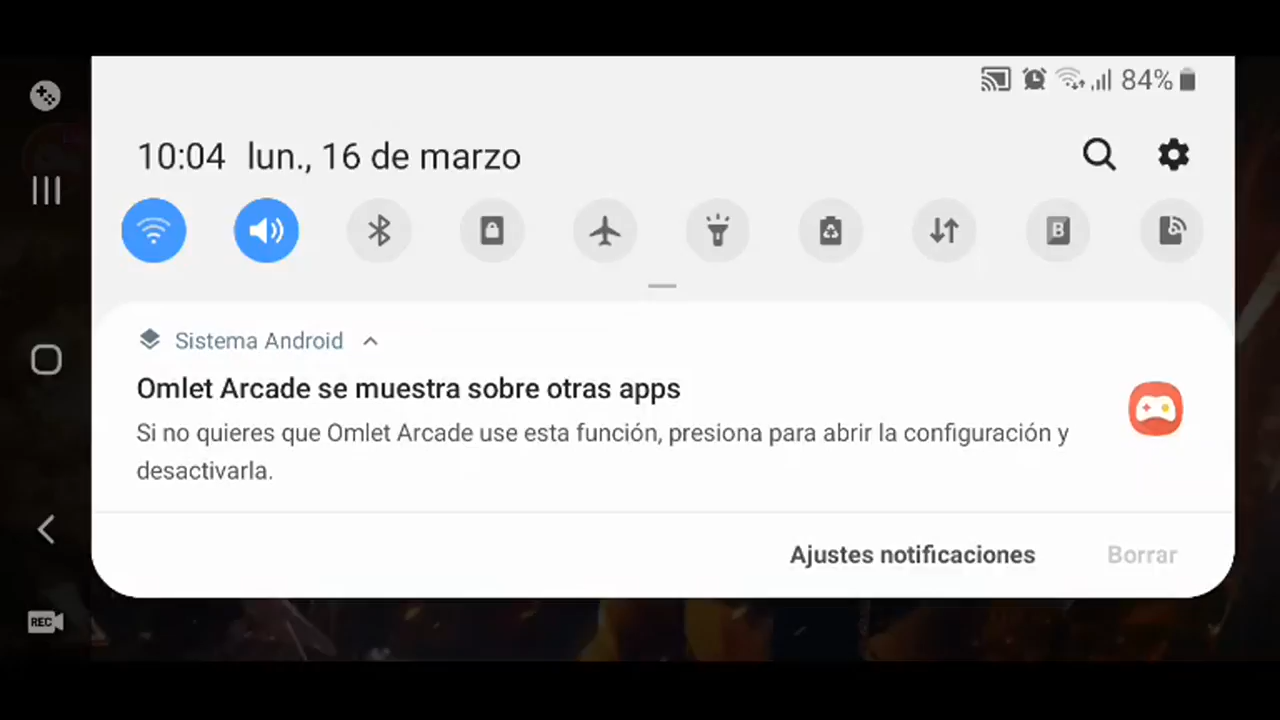 84%
10:04 lun., 16 de marzo
B
Sistema Android
Omlet Arcade se muestra sobre otras apps
Si no quieres que Omlet Arcade use esta función, presiona para abrir la configuración y
desactivarla.
Ajustes notificaciones Borrar
REC